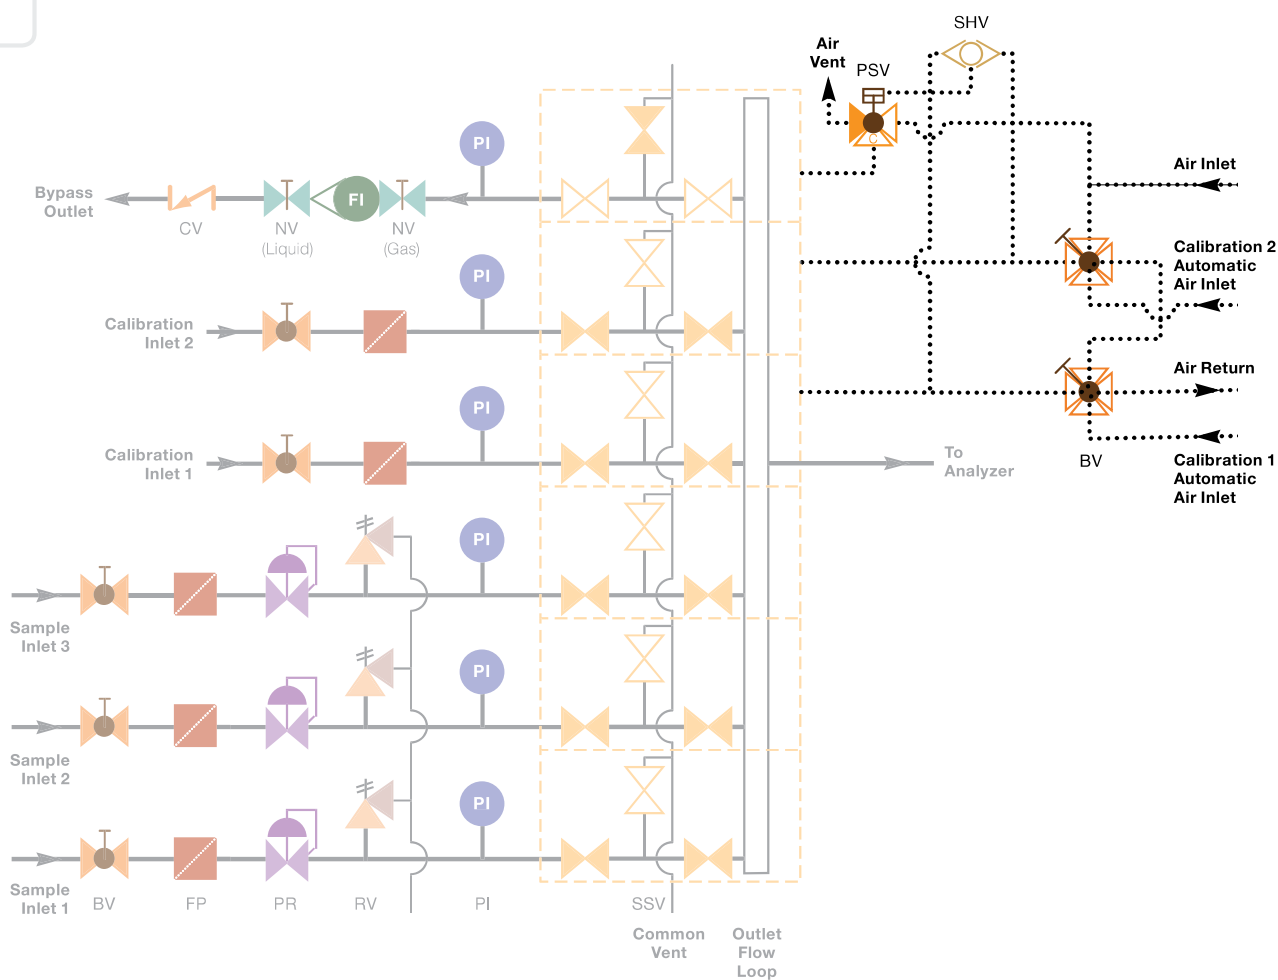 SHV
Air
Vent
PSV
C
Air Inlet
PI
Bypass
Outlet
FI
CV
NV
(Liquid)
NV
(Gas)
Calibration 2
Automatic
Air Inlet
PI
Calibration
Inlet 2
Air Return
PI
Calibration
Inlet 1
To
Analyzer
BV
Calibration 1
Automatic
Air Inlet
PI
Sample
Inlet 3
PI
Sample
Inlet 2
PI
Sample
Inlet 1
BV
FP
PR
RV
PI
SSV
Common
Vent
Outlet
Flow
Loop